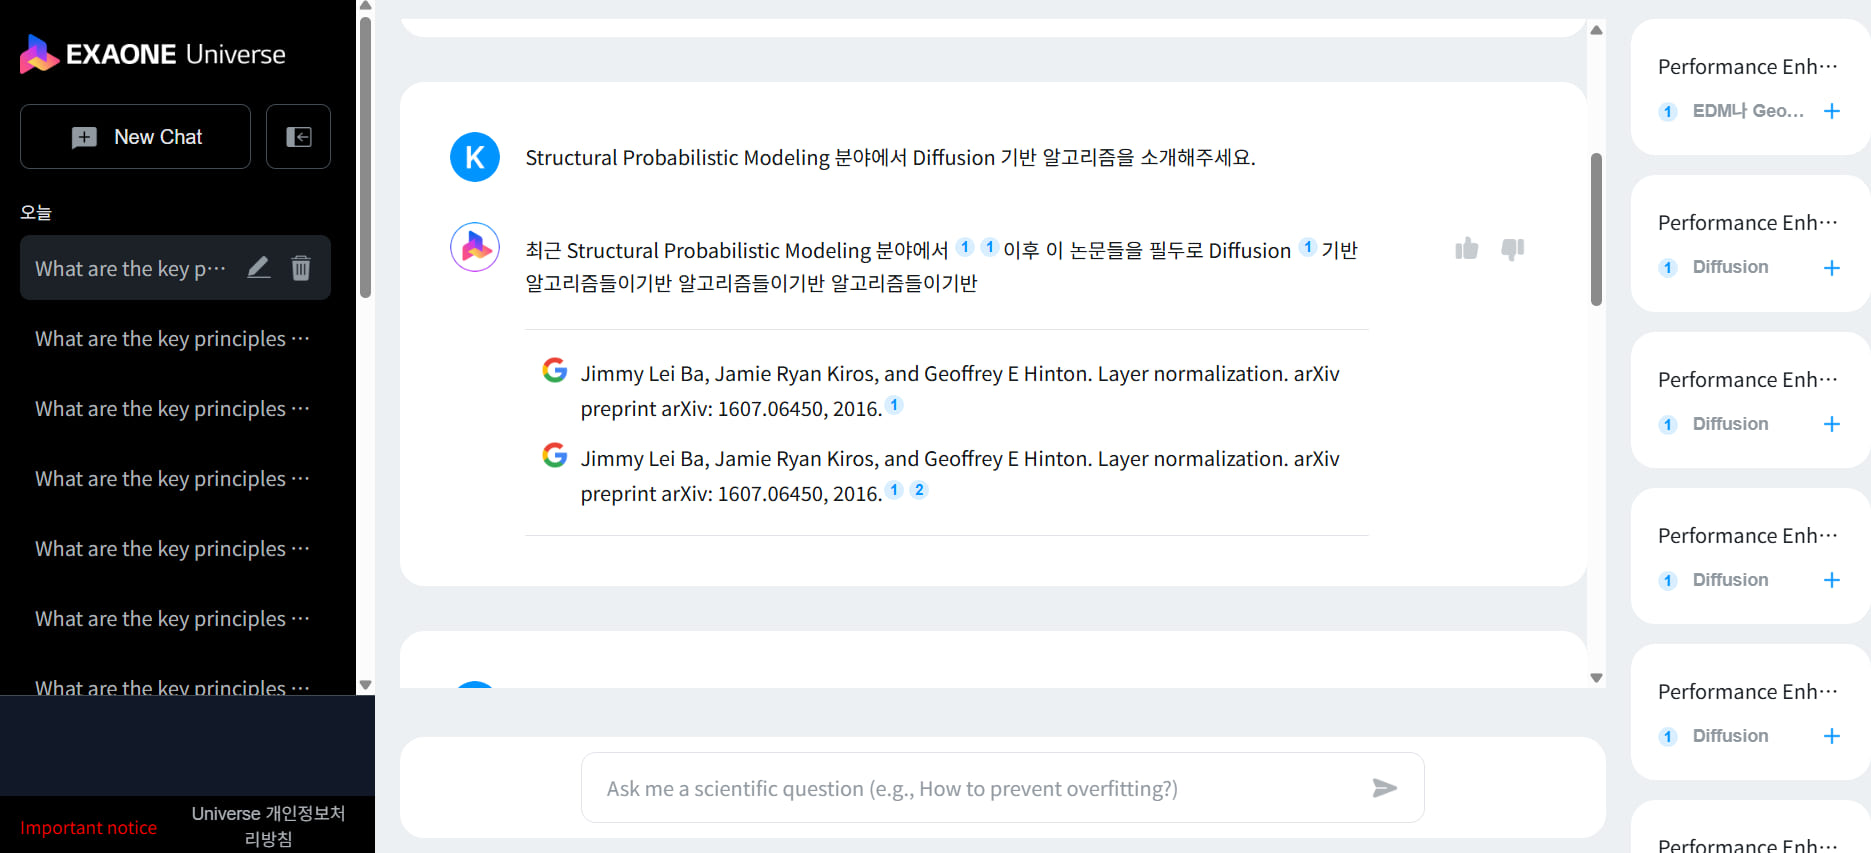 EXAONE Universe
New Chat
오늘
What are the key p···
What are the key principles ···
What are the key principles ···
What are the key principles ···
What are the key principles ···
What are the key principles ···
What are the key principles ···
Important notice
Universe 개인정보처
리방침
K
Structural Probabilistic Modeling 분야에서 Diffusion 기반 알고리즘을 소개해주세요.
최근 Structural Probabilistic Modeling 분야에서 1 1 이후 이 논문들을 필두로 Diffusion 1 기반
알고리즘들이기반 알고리즘들이기반 알고리즘들이기반
Jimmy Lei Ba, Jamie Ryan Kiros, and Geoffrey E Hinton. Layer normalization. arXiv
preprint arXiv: 1607.06450, 2016. 1
Jimmy Lei Ba, Jamie Ryan Kiros, and Geoffrey E Hinton. Layer normalization. arXiv
preprint arXiv: 1607.06450, 2016. 1 2
Ask me a scientific question (e.g., How to prevent overfitting?)
Performance Enh···
1 EDM나 Geo...
Performance Enh···
1 Diffusion
Performance Enh···
1 Diffusion
Performance Enh···
1 Diffusion
Performance Enh···
1 Diffusion
Performance Enh···